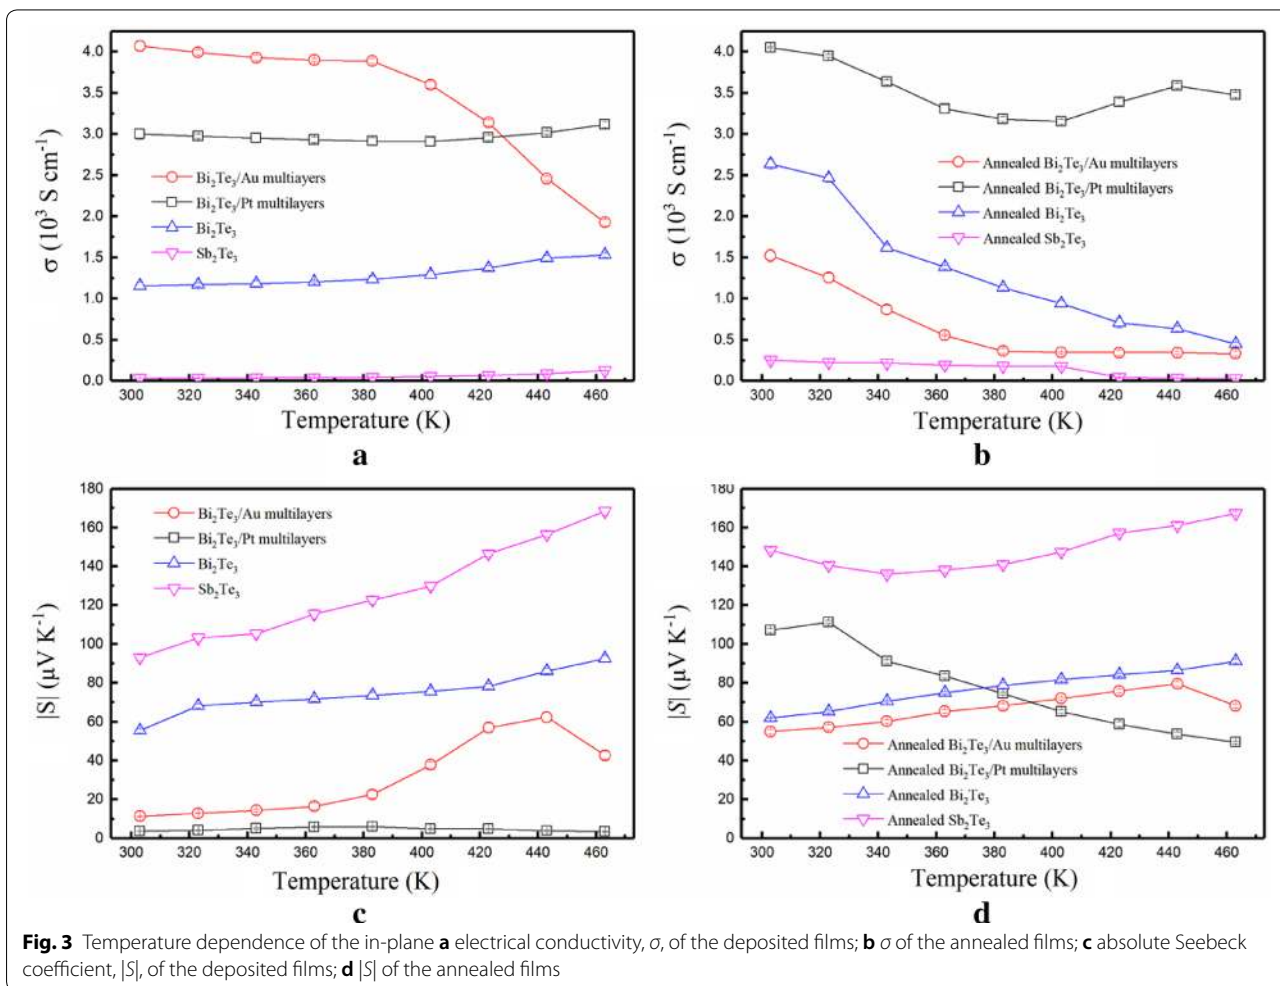 4.0
3.5
3.0
2.5
2.0
1.5
1.0
0.5
0.0
σ (10³ S cm⁻¹)
Bi₂Te₃/Au multiayers
Bi₂Te₃/Pt multilayers
Bi₂Te₃
Sb₂Te₃
300 320 340 360 380 400 420 440 460
Temperature (K)
a
4.0
3.5
3.0
2.5
2.0
1.5
1.0
0.5
0.0
σ (10³ S cm⁻¹)
Annealed Bi₂Te₃/Au multilayers
Annealed Bi₂Te₃/Pt multilayers
Annealed Bi₂Te₃
Annealed Sb₂Te₃
300 320 340 360 380 400 420 440 460
Temperature (K)
b
180
160
140
120
100
80
60
40
20
0
|S| (μV K⁻¹)
Bi₂Te₃/Au multilayers
Bi₂Te₃/Pt multilayers
Bi₂Te₃
Sb₂Te₃
300 320 340 360 380 400 420 440 460
Temperature (K)
c
180
160
140
120
100
80
60
40
20
0
|S| (μV K⁻¹)
Annealed Bi₂Te₃/Au multilayers
Annealed Bi₂Te₃/Pt multilayers
Annealed Bi₂Te₃
Annealed Sb₂Te₃
300 320 340 360 380 400 420 440 460
Temperature (K)
d
Fig. 3 Temperature dependence of the in-plane a electrical conductivity, σ, of the deposited films; b σ of the annealed films; c absolute Seebeck
coefficient, |S|, of the deposited films; d |S| of the annealed films